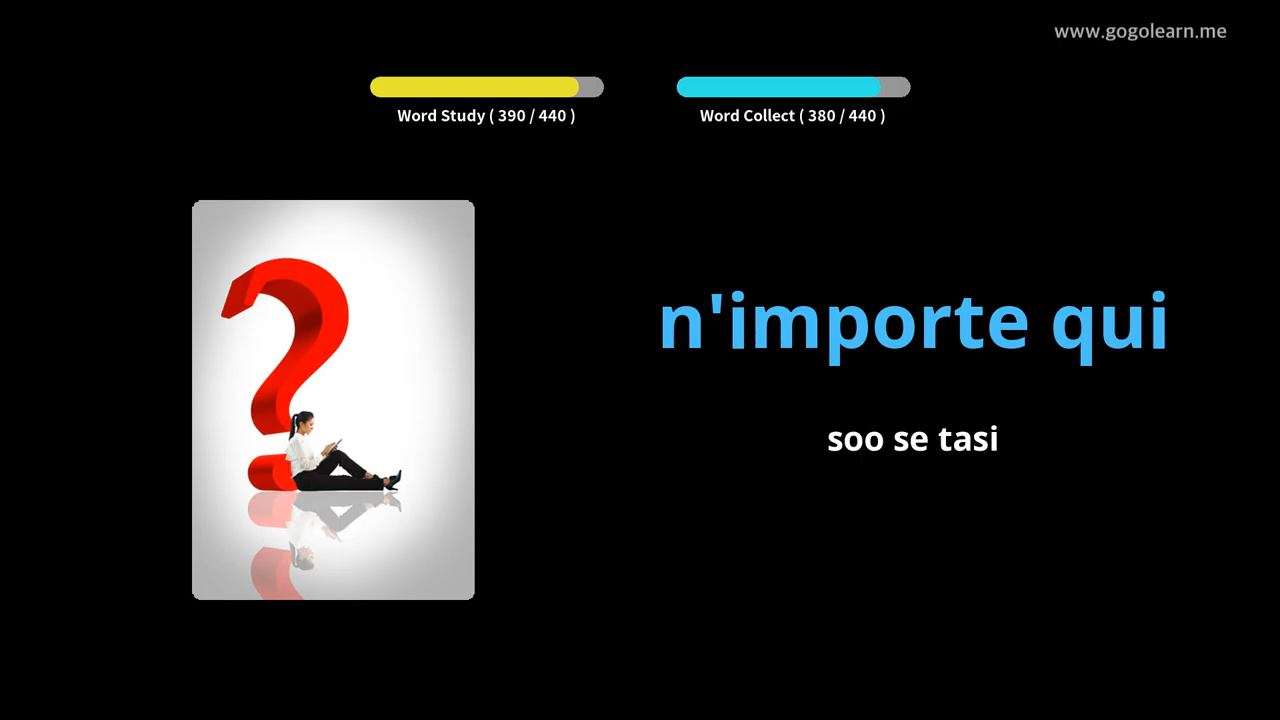 www.gogolearn.me
Word Study ( 390 / 440 )
Word Collect ( 380 / 440 )
n'importe qui
soo se tasi